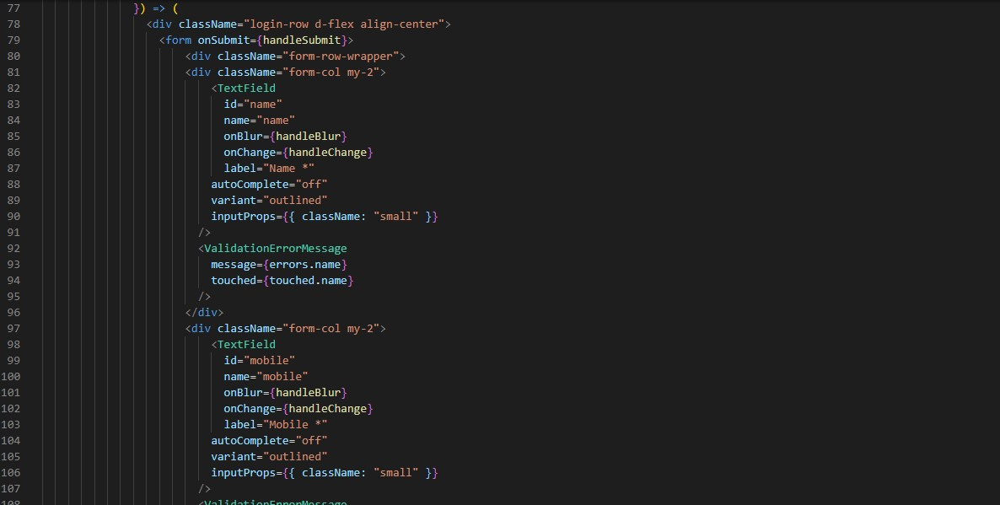 77 }) => (
78 <div className="login-row d-flex align-center">
79 <form onSubmit={handleSubmit}>
80 <div className="form-row-wrapper">
81 <div className="form-col my-2">
82 <TextField
83 id="name"
84 name="name"
85 onBlur={handleBlur}
86 onChange={handleChange}
87 label="Name *"
88 autoComplete="off"
89 variant="outlined"
90 inputProps={{ className: "small" }}
91 />
92 <ValidationErrorMessage
93 message={errors.name}
94 touched={touched.name}
95 />
96 </div>
97 <div className="form-col my-2">
98 <TextField
99 id="mobile"
100 name="mobile"
101 onBlur={handleBlur}
102 onChange={handleChange}
103 label="Mobile *"
104 autoComplete="off"
105 variant="outlined"
106 inputProps={{ className: "small" }}
107 />
108 <ValidationErrorMessage